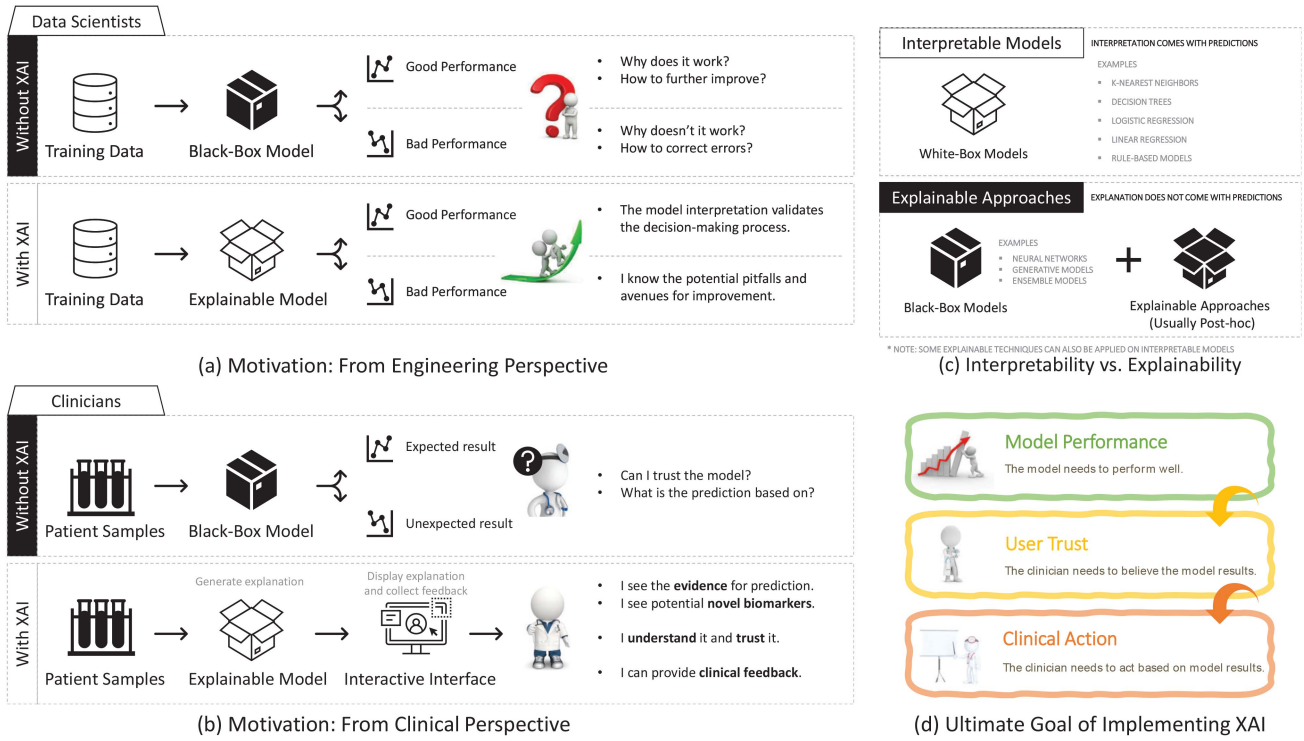 Data Scientists
Without XAI
Training Data
Black-Box Model
Good Performance
Bad Performance
• Why does it work?
• How to further improve?
• Why doesn't it work?
• How to correct errors?
With XAI
Training Data
Explainable Model
Good Performance
Bad Performance
• The model interpretation validates
the decision-making process.
• I know the potential pitfalls and
avenues for improvement.
(a) Motivation: From Engineering Perspective
Clinicians
Without XAI
Patient Samples
Black-Box Model
Expected result
Unexpected result
?
• Can I trust the model?
• What is the prediction based on?
With XAI
Patient Samples
Generate explanation
Explainable Model
Display explanation
and collect feedback
Interactive Interface
• I see the evidence for prediction.
• I see potential novel biomarkers.
• I understand it and trust it.
• I can provide clinical feedback.
(b) Motivation: From Clinical Perspective
Interpretable Models
INTERPRETATION COMES WITH PREDICTIONS
White-Box Models
EXAMPLES
▪ K-NEAREST NEIGHBORS
▪ DECISION TREES
▪ LOGISTIC REGRESSION
▪ LINEAR REGRESSION
▪ RULE-BASED MODELS
Explainable Approaches
EXPLANATION DOES NOT COME WITH PREDICTIONS
Black-Box Models
EXAMPLES
▪ NEURAL NETWORKS
▪ GENERATIVE MODELS
▪ ENSEMBLE MODELS
+
Explainable Approaches
(Usually Post-hoc)
* NOTE: SOME EXPLAINABLE TECHNIQUES CAN ALSO BE APPLIED ON INTERPRETABLE MODELS
(c) Interpretability vs. Explainability
Model Performance
The model needs to perform well.
User Trust
The clinician needs to believe the model results.
Clinical Action
The clinician needs to act based on model results.
(d) Ultimate Goal of Implementing XAI